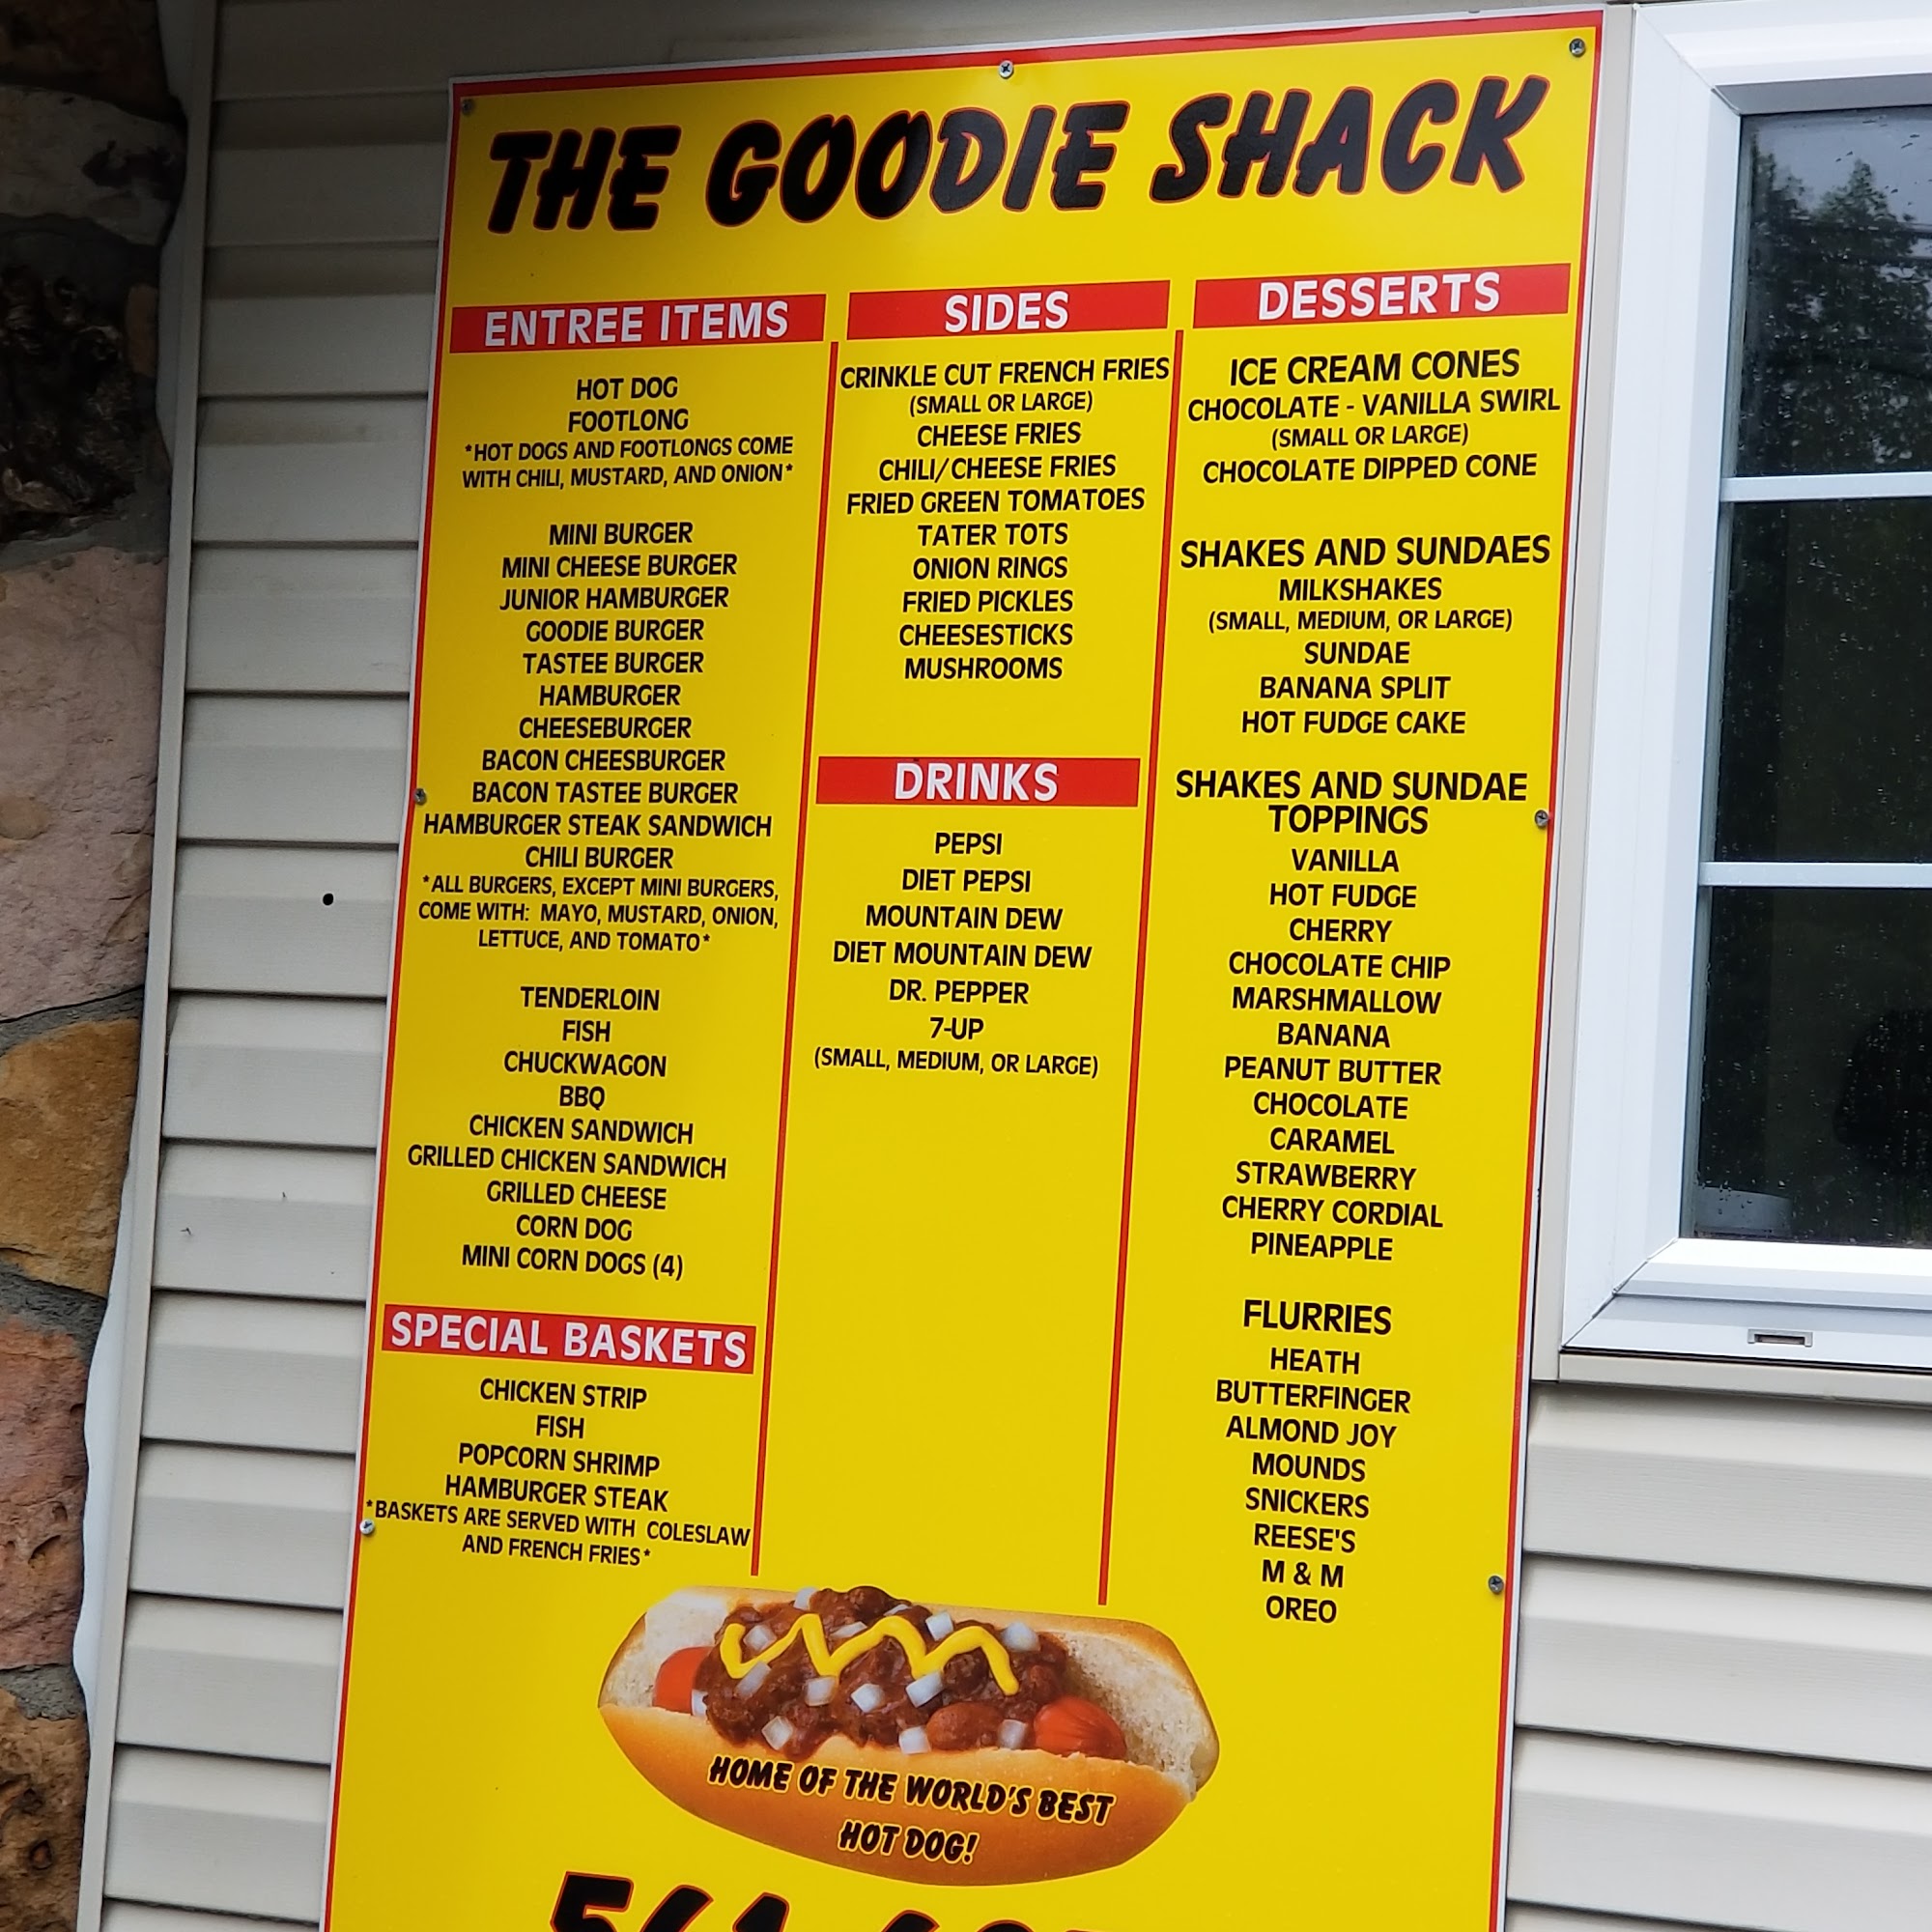 THE GOODIE SHACK
ENTREE ITEMS
HOT DOG
FOOTLONG
*HOT DOGS AND FOOTLONGS COME
WITH CHILI, MUSTARD, AND ONION*
MINI BURGER
MINI CHEESE BURGER
JUNIOR HAMBURGER
GOODIE BURGER
TASTEE BURGER
HAMBURGER
CHEESEBURGER
BACON CHEESBURGER
BACON TASTEE BURGER
HAMBURGER STEAK SANDWICH
CHILI BURGER
*ALL BURGERS, EXCEPT MINI BURGERS,
COME WITH: MAYO, MUSTARD, ONION,
LETTUCE, AND TOMATO*
TENDERLOIN
FISH
CHUCKWAGON
BBQ
CHICKEN SANDWICH
GRILLED CHICKEN SANDWICH
GRILLED CHEESE
CORN DOG
MINI CORN DOGS (4)
SPECIAL BASKETS
CHICKEN STRIP
FISH
POPCORN SHRIMP
HAMBURGER STEAK
*BASKETS ARE SERVED WITH COLESLAW
AND FRENCH FRIES*
SIDES
CRINKLE CUT FRENCH FRIES
(SMALL OR LARGE)
CHEESE FRIES
CHILI/CHEESE FRIES
FRIED GREEN TOMATOES
TATER TOTS
ONION RINGS
FRIED PICKLES
CHEESESTICKS
MUSHROOMS
DRINKS
PEPSI
DIET PEPSI
MOUNTAIN DEW
DIET MOUNTAIN DEW
DR. PEPPER
7-UP
(SMALL, MEDIUM, OR LARGE)
DESSERTS
ICE CREAM CONES
CHOCOLATE - VANILLA SWIRL
(SMALL OR LARGE)
CHOCOLATE DIPPED CONE
SHAKES AND SUNDAES
MILKSHAKES
(SMALL, MEDIUM, OR LARGE)
SUNDAE
BANANA SPLIT
HOT FUDGE CAKE
SHAKES AND SUNDAE
TOPPINGS
VANILLA
HOT FUDGE
CHERRY
CHOCOLATE CHIP
MARSHMALLOW
BANANA
PEANUT BUTTER
CHOCOLATE
CARAMEL
STRAWBERRY
CHERRY CORDIAL
PINEAPPLE
FLURRIES
HEATH
BUTTERFINGER
ALMOND JOY
MOUNDS
SNICKERS
REESE'S
M & M
OREO
HOME OF THE WORLD'S BEST
HOT DOG!